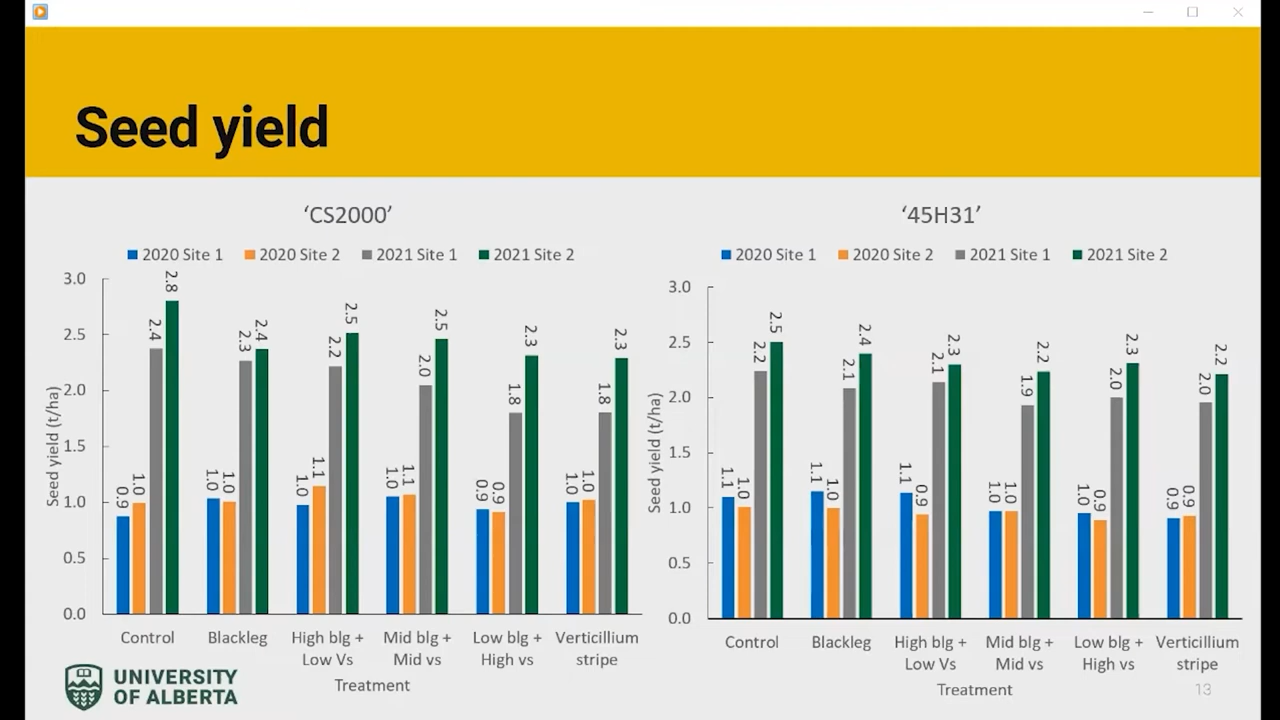 Seed yield
‘CS2000’
2020 Site 1 2020 Site 2 2021 Site 1 2021 Site 2
Seed yield (t/ha)
3.0
2.5
2.0
1.5
1.0
0.5
0.0
0.9 1.0 2.4 2.8
1.0 1.0 2.3 2.4
1.0 1.1 2.2 2.5
1.0 1.1 2.0 2.5
0.9 0.9 1.8 2.3
1.0 1.0 1.8 2.3
Control Blackleg High blg + Mid blg + Low blg + Verticillium
Low Vs Mid vs High vs stripe
Treatment
‘45H31’
2020 Site 1 2020 Site 2 2021 Site 1 2021 Site 2
Seed yield (t/ha)
3.0
2.5
2.0
1.5
1.0
0.5
0.0
1.1 1.0 2.2 2.5
1.1 1.0 2.1 2.4
1.1 0.9 2.1 2.3
1.0 1.0 1.9 2.2
1.0 0.9 2.0 2.3
0.9 0.9 2.0 2.2
Control Blackleg High blg + Mid blg + Low blg + Verticillium
Low Vs Mid vs High vs stripe
Treatment
UNIVERSITY
OF ALBERTA
13